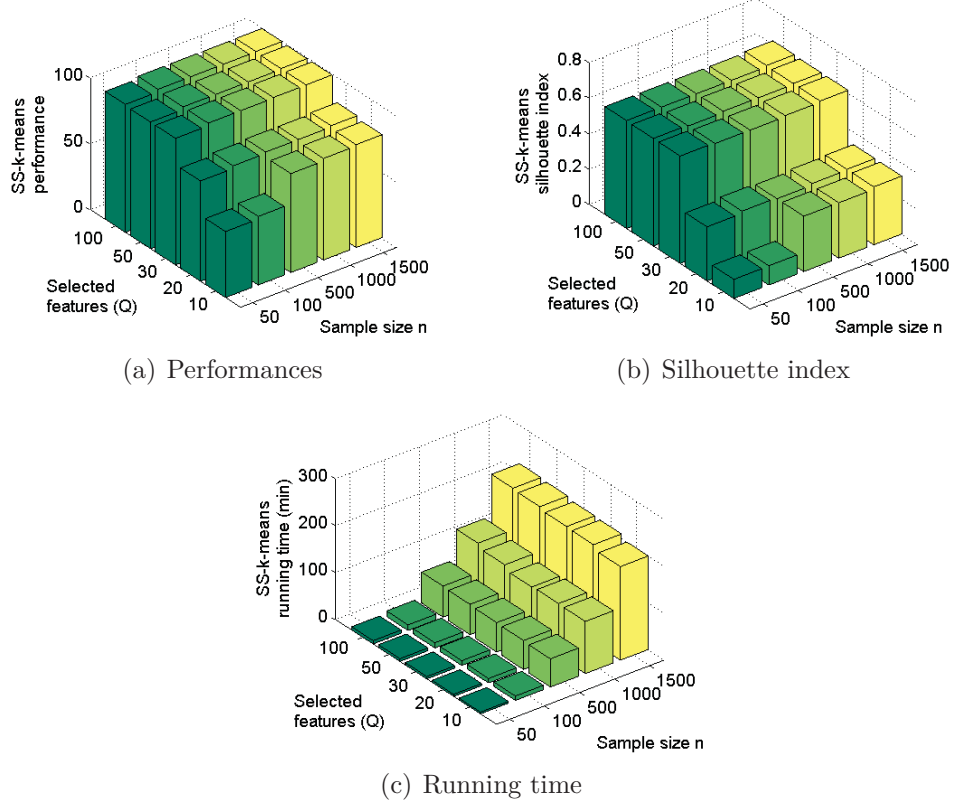 100
50
0
SS-k-means
performance
100
50
30
20
10
Selected
features (Q)
50
100
500
1000
1500
Sample size n
(a) Performances
0.8
0.6
0.4
0.2
0
SS-k-means
silhouette index
100
50
30
20
10
Selected
features (Q)
50
100
500
1000
1500
Sample size n
(b) Silhouette index
300
200
100
0
SS-k-means
running time (min)
100
50
30
20
10
Selected
features (Q)
50
100
500
1000
1500
Sample size n
(c) Running time